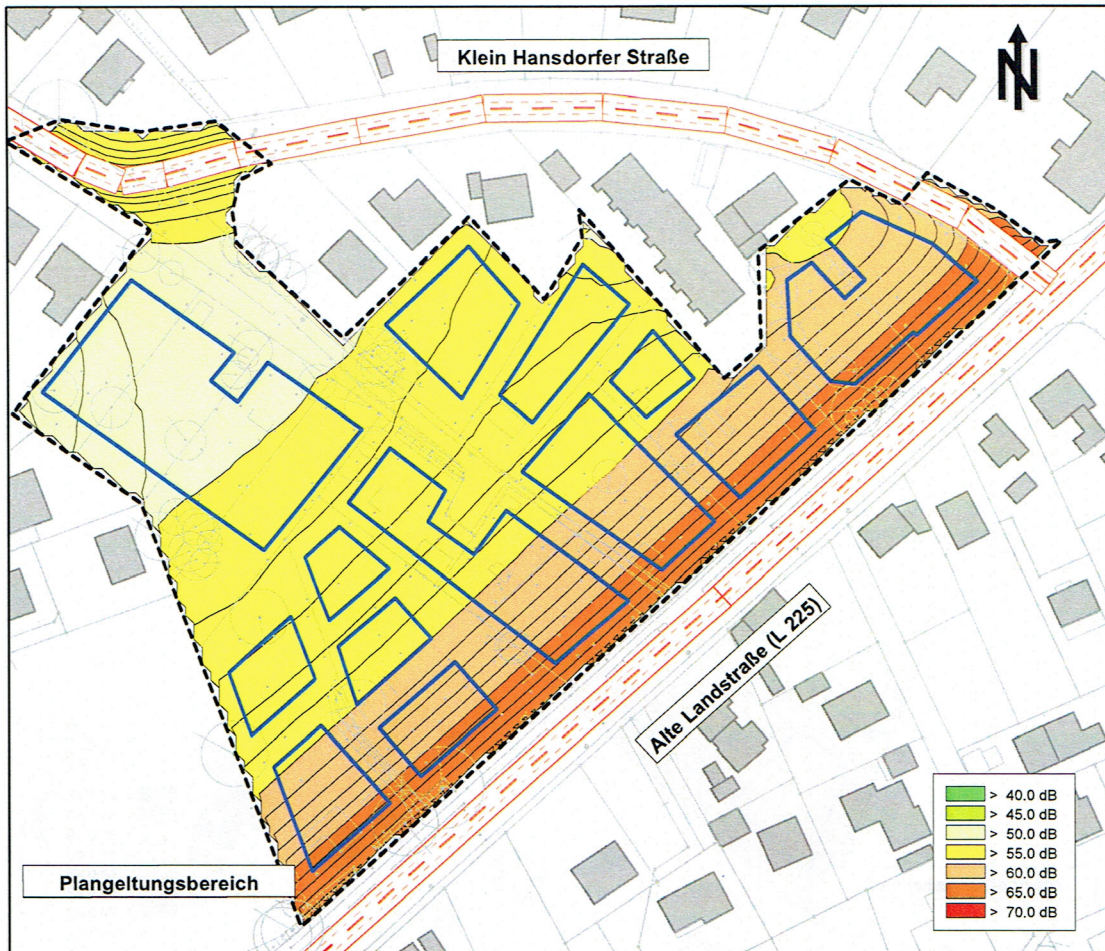 Klein Hansdorfer Straße
N
Alte Landstraße (L 225)
Plangeltungsbereich
> 40.0 dB
> 45.0 dB
> 50.0 dB
> 55.0 dB
> 60.0 dB
> 65.0 dB
> 70.0 dB